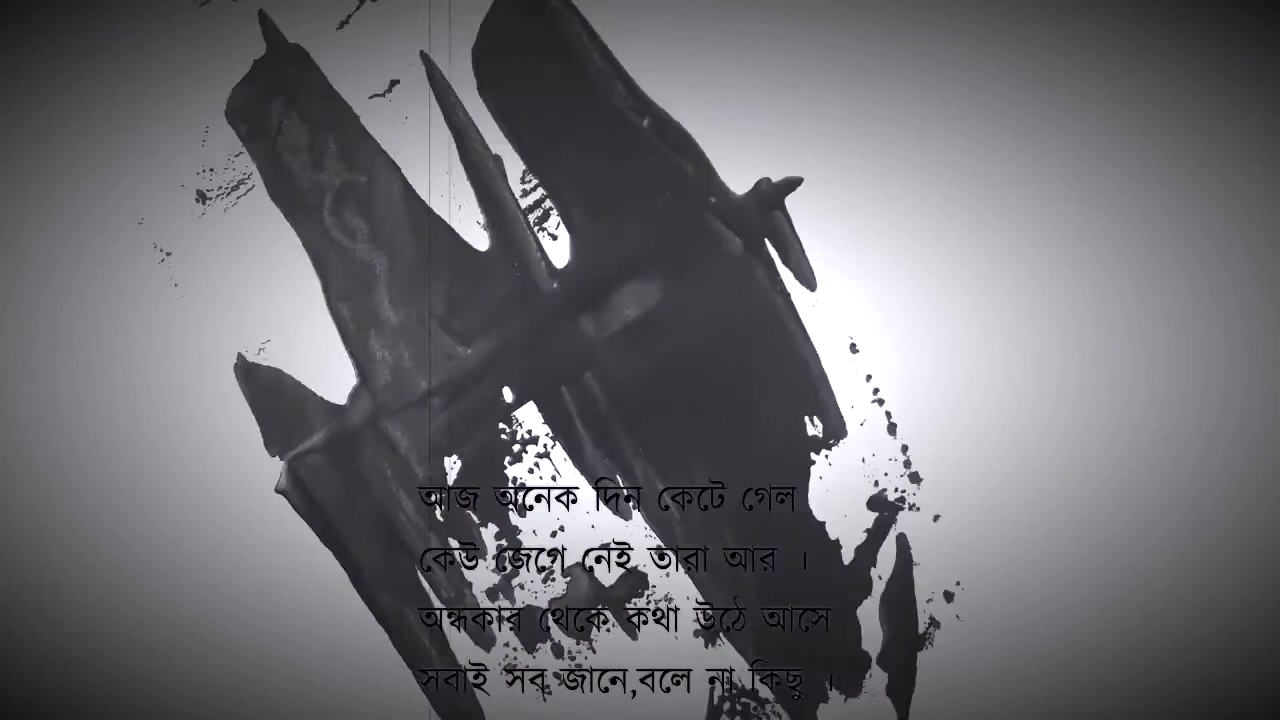 আজ অনেক দিন কেটে গেল
কেউ জেগে নেই তারা আর ।
অন্ধকার থেকে কথা উঠে আসে
সবাই সব জানে,বলে না কিছু ।